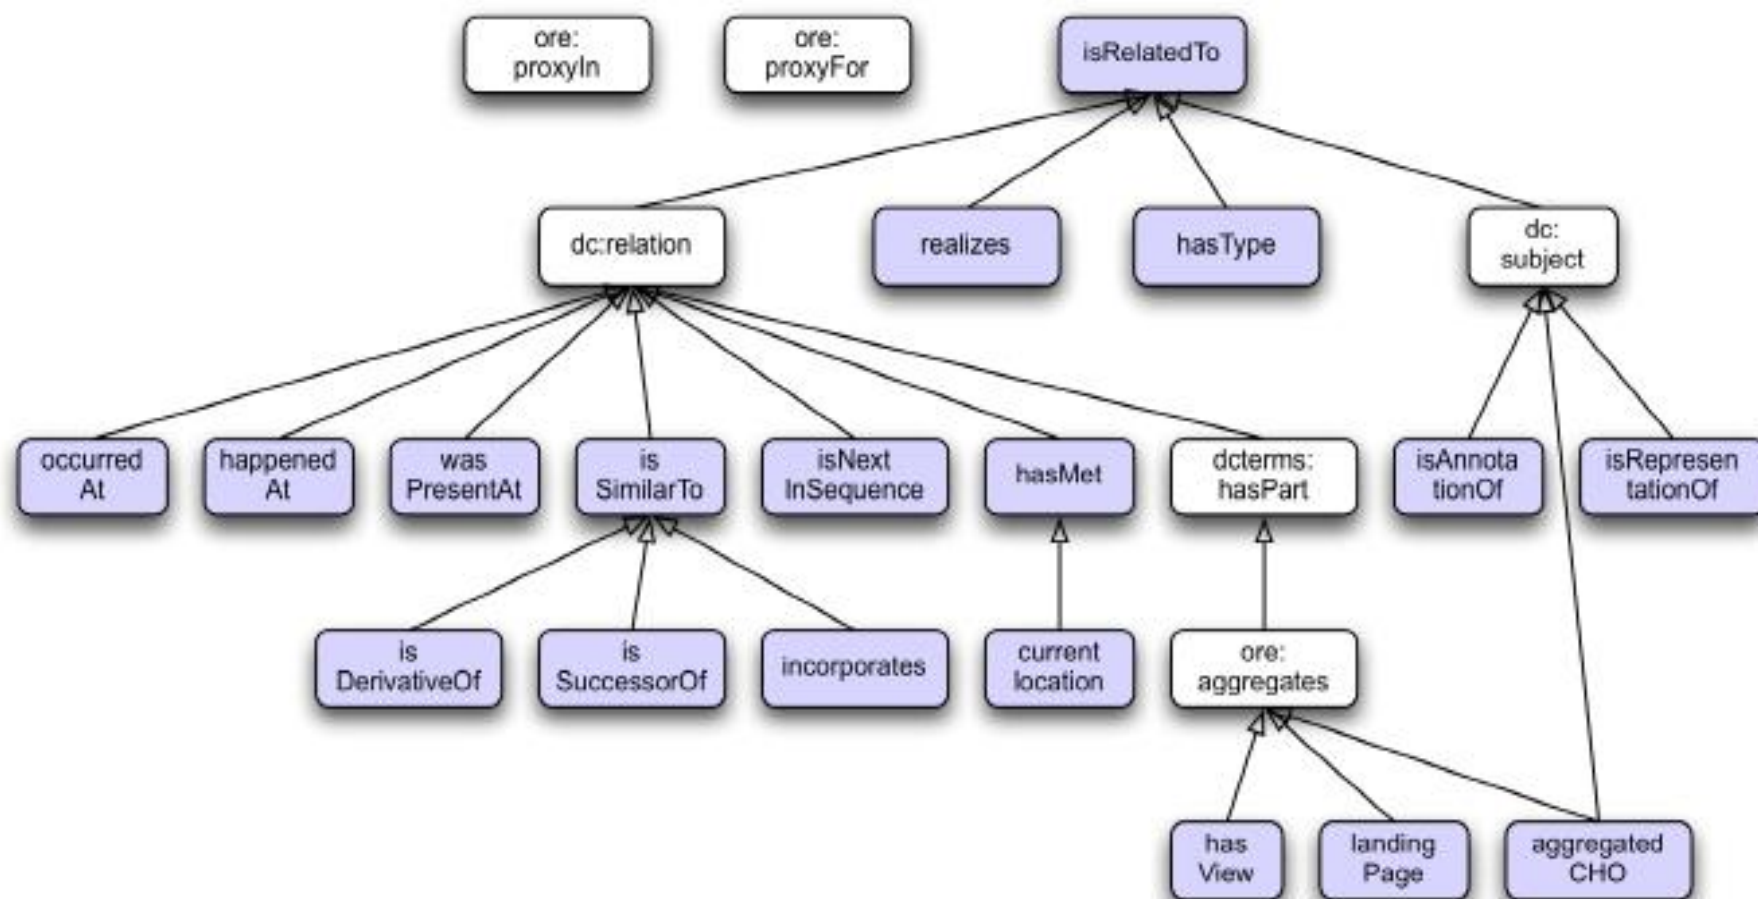 ore:
proxyIn
ore:
proxyFor
isRelatedTo
dc:relation
realizes
hasType
dc:
subject
occurred
At
happened
At
was
PresentAt
is
SimilarTo
isNext
InSequence
hasMet
dcterms:
hasPart
isAnnota
tionOf
isRepresen
tationOf
is
DerivativeOf
is
SuccessorOf
incorporates
current
location
ore:
aggregates
has
View
landing
Page
aggregated
CHO